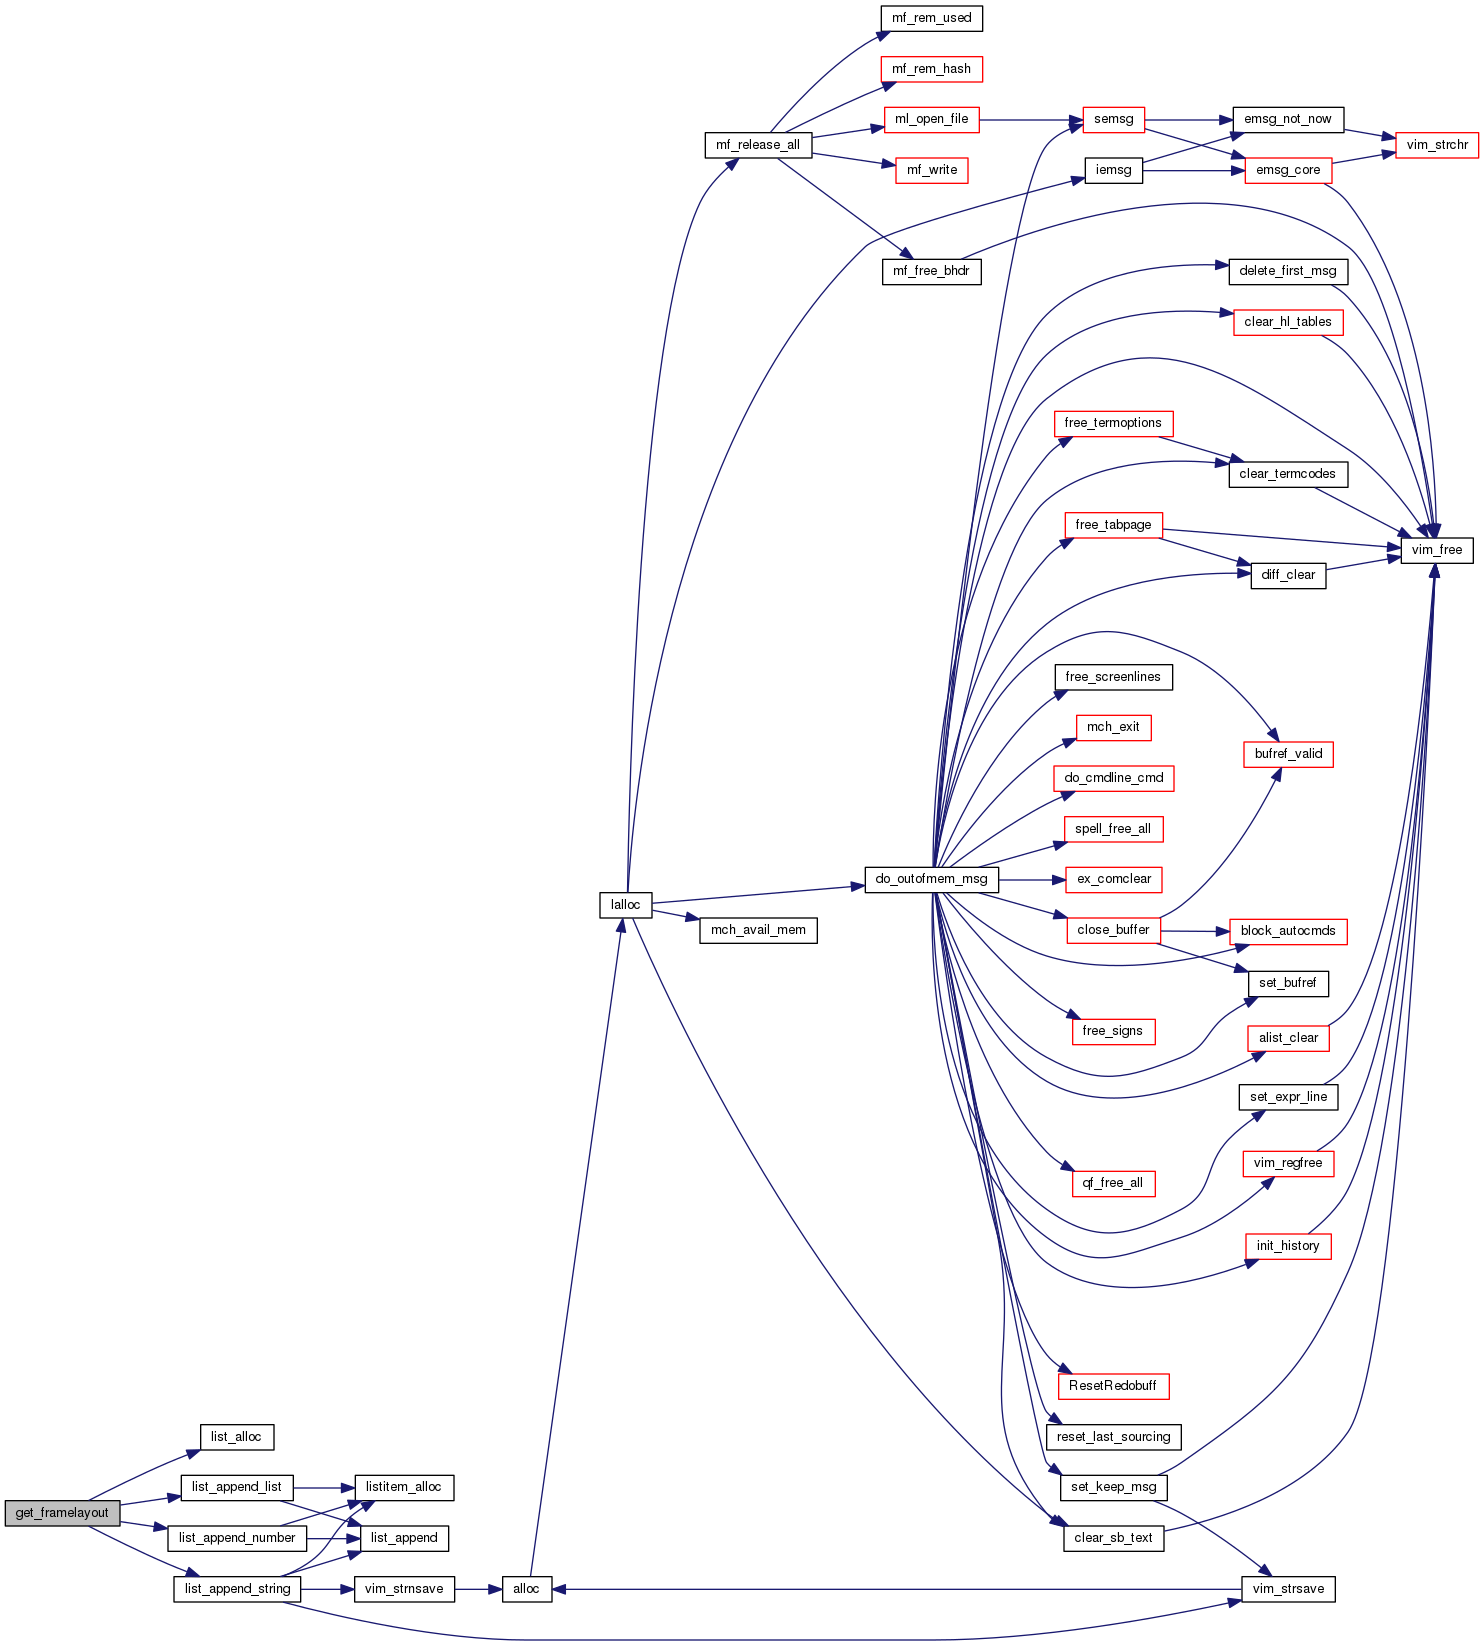 mf_rem_used
mf_rem_hash
ml_open_file
semsg
emsg_not_now
mf_release_all
vim_strchr
mf_write
iemsg
emsg_core
mf_free_bhdr
delete_first_msg
clear_hl_tables
free_termoptions
clear_termcodes
free_tabpage
vim_free
diff_clear
free_screenlines
mch_exit
bufref_valid
do_cmdline_cmd
spell_free_all
do_outofmem_msg
ex_comclear
lalloc
mch_avail_mem
close_buffer
block_autocmds
set_bufref
free_signs
alist_clear
set_expr_line
vim_regfree
qf_free_all
init_history
ResetRedobuff
list_alloc
reset_last_sourcing
list_append_list
listitem_alloc
set_keep_msg
get_framelayout
list_append_number
list_append
clear_sb_text
list_append_string
vim_strnsave
alloc
vim_strsave